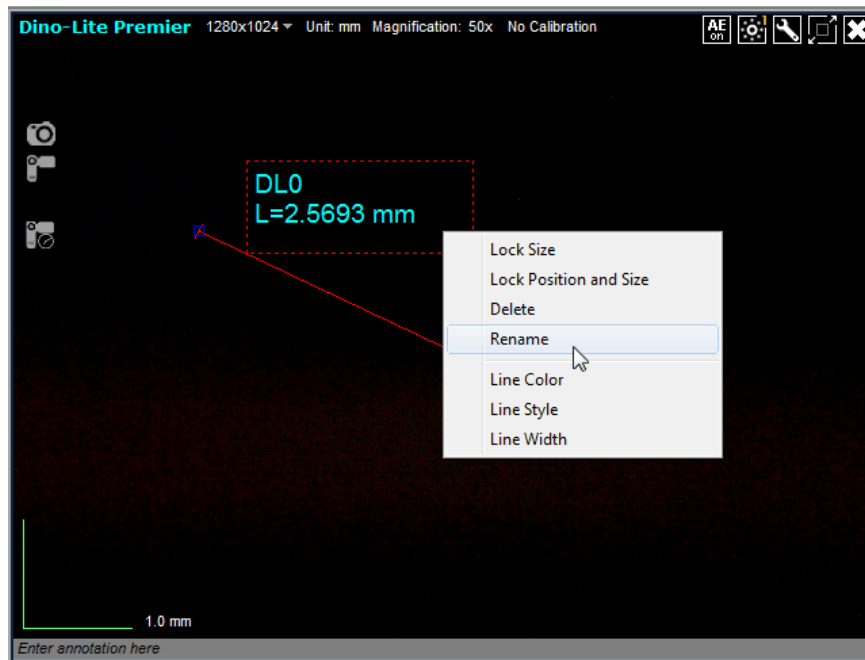 Dino-Lite Premier 1280x1024 Unit: mm Magnification: 50x No Calibration AE on 1
DL0
L=2.5693 mm
Lock Size
Lock Position and Size
Delete
Rename
Line Color
Line Style
Line Width
1.0 mm
Enter annotation here